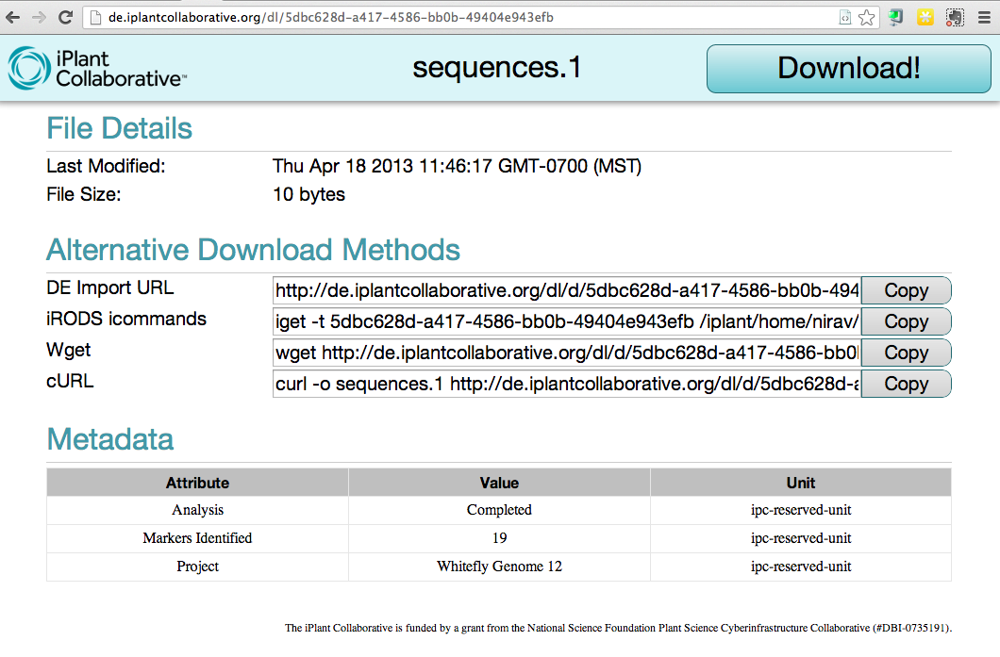 de.iplantcollaborative.org/dl/5dbc628d-a417-4586-bb0b-49404e943efb
iPlant
Collaborative™
sequences.1
Download!
File Details
Last Modified: Thu Apr 18 2013 11:46:17 GMT-0700 (MST)
File Size: 10 bytes
Alternative Download Methods
DE Import URL http://de.iplantcollaborative.org/dl/d/5dbc628d-a417-4586-bb0b-494 Copy
iRODS icommands iget -t 5dbc628d-a417-4586-bb0b-49404e943efb /iplant/home/nirav/ Copy
Wget wget http://de.iplantcollaborative.org/dl/d/5dbc628d-a417-4586-bb0 Copy
cURL curl -o sequences.1 http://de.iplantcollaborative.org/dl/d/5dbc628d- Copy
Metadata
Attribute Value Unit
Analysis Completed ipc-reserved-unit
Markers Identified 19 ipc-reserved-unit
Project Whitefly Genome 12 ipc-reserved-unit
The iPlant Collaborative is funded by a grant from the National Science Foundation Plant Science Cyberinfrastructure Collaborative (#DBI-0735191).